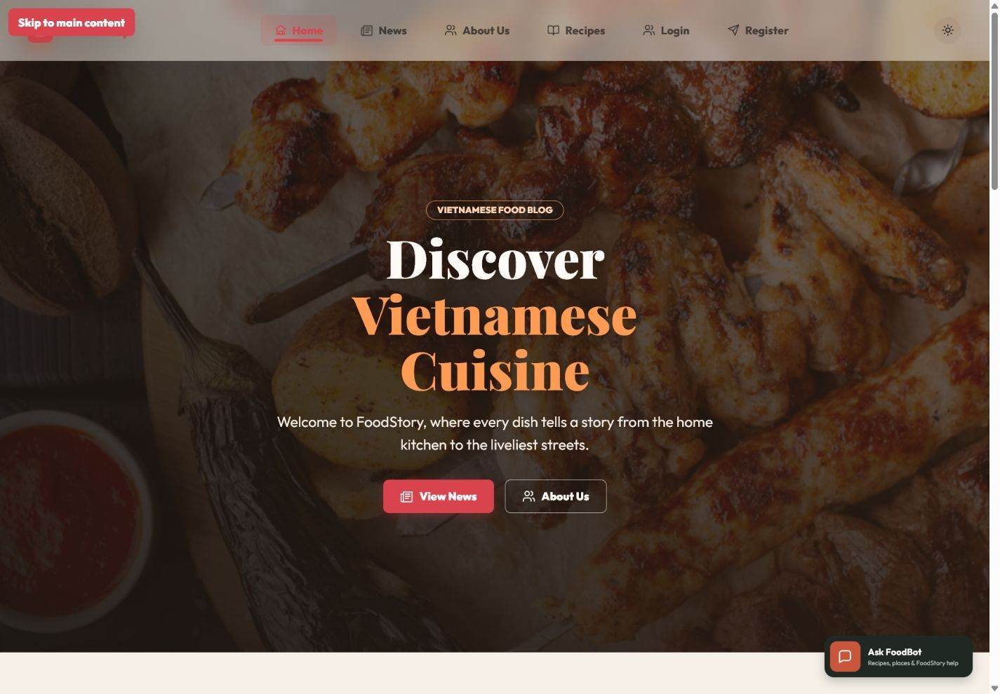 Skip to main content
Home
News
About Us
Recipes
Login
Register
VIETNAMESE FOOD BLOG
Discover
Vietnamese
Cuisine
Welcome to FoodStory, where every dish tells a story from the home
kitchen to the liveliest streets.
View News
About Us
Ask FoodBot
Recipes, places & FoodStory help